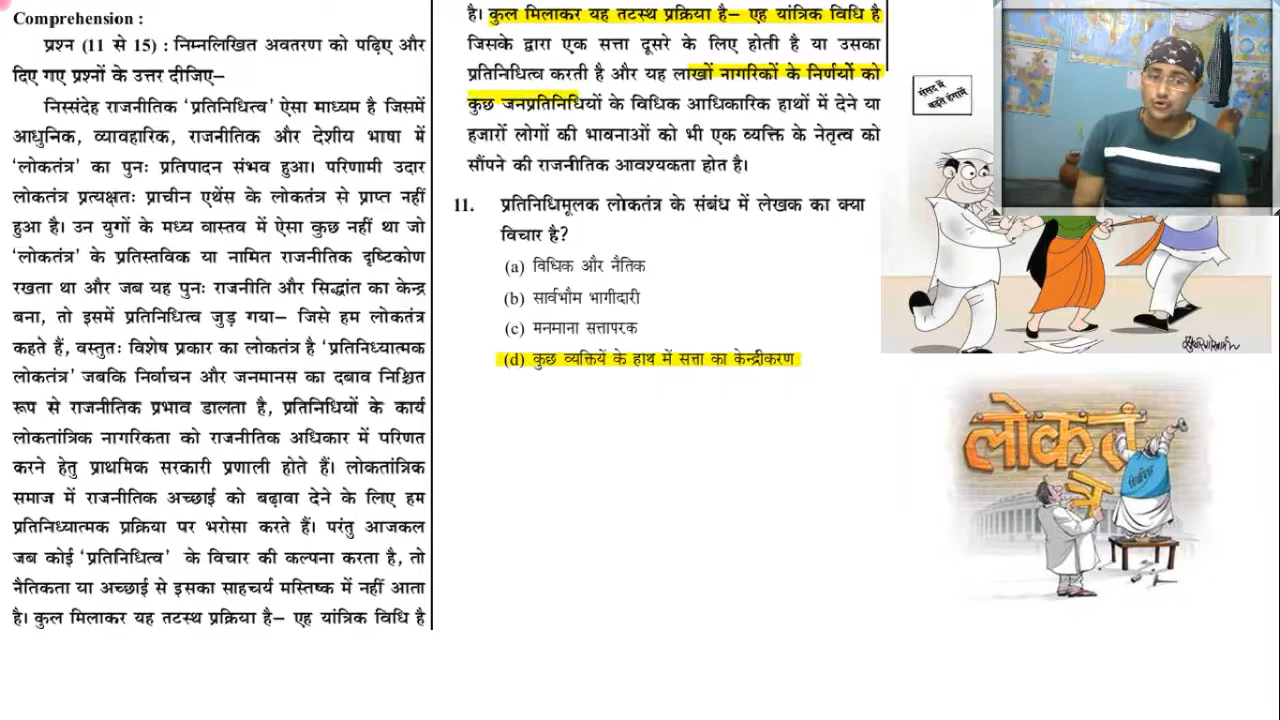 Comprehension :
प्रश्न (11 से 15) : निम्नलिखित अवतरण को पढ़िए और
दिए गए प्रश्नों के उत्तर दीजिए–
निस्संदेह राजनीतिक 'प्रतिनिधित्व' ऐसा माध्यम है जिसमें
आधुनिक, व्यावहारिक, राजनीतिक और देशीय भाषा में
'लोकतंत्र' का पुनः प्रतिपादन संभव हुआ। परिणामी उदार
लोकतंत्र प्रत्यक्षतः प्राचीन एथेंस के लोकतंत्र से प्राप्त नहीं
हुआ है। उन युगों के मध्य वास्तव में ऐसा कुछ नहीं था जो
'लोकतंत्र' के प्रतिस्तविक या नामित राजनीतिक दृष्टिकोण
रखता था और जब यह पुनः राजनीति और सिद्धांत का केन्द्र
बना, तो इसमें प्रतिनिधित्व जुड़ गया– जिसे हम लोकतंत्र
कहते हैं, वस्तुतः विशेष प्रकार का लोकतंत्र है 'प्रतिनिध्यात्मक
लोकतंत्र' जबकि निर्वाचन और जनमानस का दबाव निश्चित
रूप से राजनीतिक प्रभाव डालता है, प्रतिनिधियों के कार्य
लोकतांत्रिक नागरिकता को राजनीतिक अधिकार में परिणत
करने हेतु प्राथमिक सरकारी प्रणाली होते हैं। लोकतांत्रिक
समाज में राजनीतिक अच्छाई को बढ़ावा देने के लिए हम
प्रतिनिध्यात्मक प्रक्रिया पर भरोसा करते हैं। परंतु आजकल
जब कोई 'प्रतिनिधित्व' के विचार की कल्पना करता है, तो
नैतिकता या अच्छाई से इसका साहचर्य मस्तिष्क में नहीं आता
है। कुल मिलाकर यह तटस्थ प्रक्रिया है– एह यांत्रिक विधि है
है। कुल मिलाकर यह तटस्थ प्रक्रिया है– एह यांत्रिक विधि है
जिसके द्वारा एक सत्ता दूसरे के लिए होती है या उसका
प्रतिनिधित्व करती है और यह लाखों नागरिकों के निर्णयों को
कुछ जनप्रतिनिधियों के विधिक आधिकारिक हाथों में देने या
हजारों लोगों की भावनाओं को भी एक व्यक्ति के नेतृत्व को
सौंपने की राजनीतिक आवश्यकता होत है।
11. प्रतिनिधिमूलक लोकतंत्र के संबंध में लेखक का क्या
विचार है?
(a) विधिक और नैतिक
(b) सार्वभौम भागीदारी
(c) मनमाना सत्तापरक
(d) कुछ व्यक्तियें के हाथ में सत्ता का केन्द्रीकरण
संसद में
बढ़ते हंगामे
लोकतं
त्र